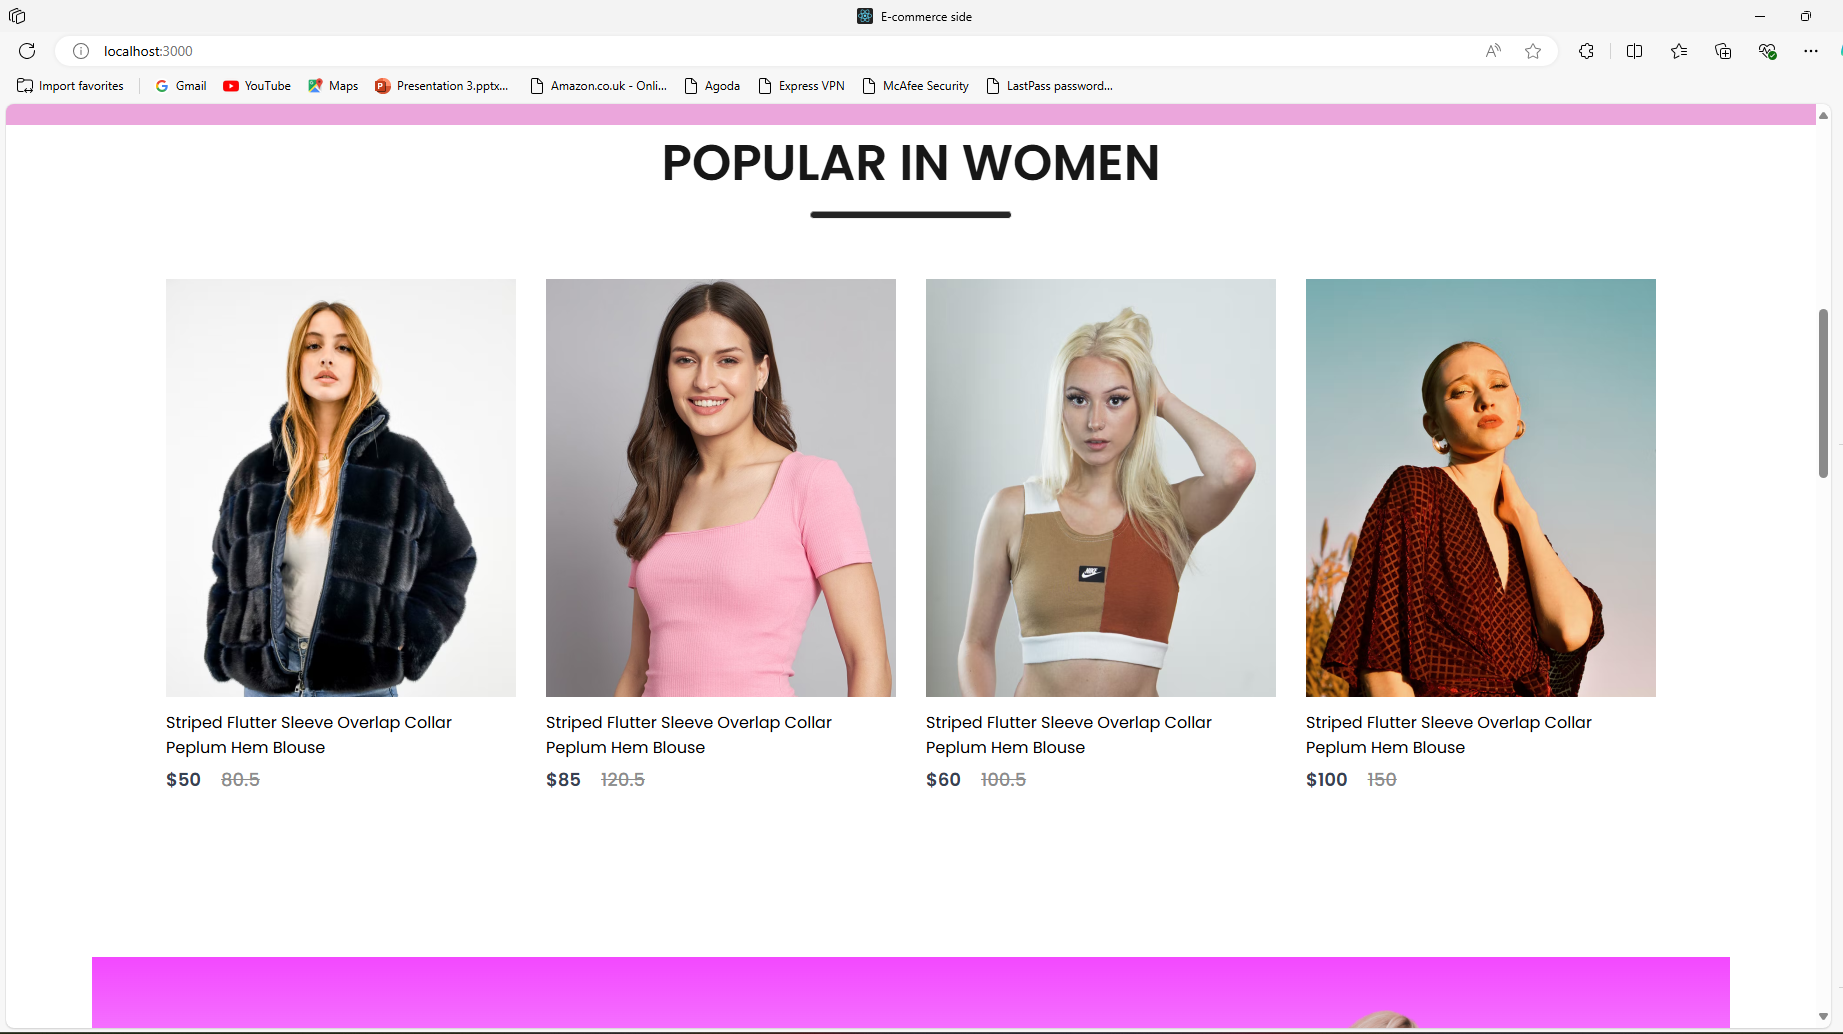 E-commerce side
localhost:3000
Import favorites
Gmail
YouTube
Maps
Presentation 3.pptx...
Amazon.co.uk - Onli...
Agoda
Express VPN
McAfee Security
LastPass password...
POPULAR IN WOMEN
NIKE
Striped Flutter Sleeve Overlap Collar
Peplum Hem Blouse
$50 80.5
Striped Flutter Sleeve Overlap Collar
Peplum Hem Blouse
$85 120.5
Striped Flutter Sleeve Overlap Collar
Peplum Hem Blouse
$60 100.5
Striped Flutter Sleeve Overlap Collar
Peplum Hem Blouse
$100 150